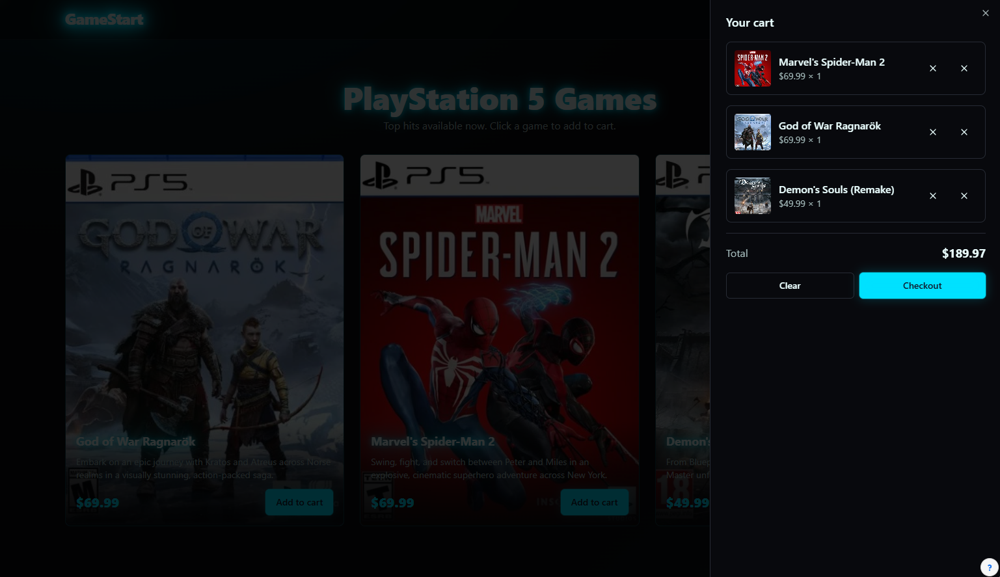 GameStart
PlayStation 5 Games
Top hits available now. Click a game to add to cart.
PS5
GOD OF WAR
RAGNARÖK
God of War Ragnarök
Embark on an epic journey with Kratos and Atreus across Norse
realms in a visually stunning, action-packed saga.
$69.99
Add to cart
PS5
MARVEL
SPIDER-MAN 2
Marvel's Spider-Man 2
Swing, fight, and switch between Peter and Miles in an
explosive, cinematic superhero adventure across New York.
$69.99
Add to cart
Demon's
From
Master
18
$49.99
Your cart
MARVEL
SPIDER-MAN 2
Marvel's Spider-Man 2
$69.99 × 1
× ×
GOD OF WAR
RAGNARÖK
God of War Ragnarök
$69.99 × 1
× ×
Demon's Souls
Demon's Souls (Remake)
$49.99 × 1
× ×
Total
$189.97
Clear
Checkout
?